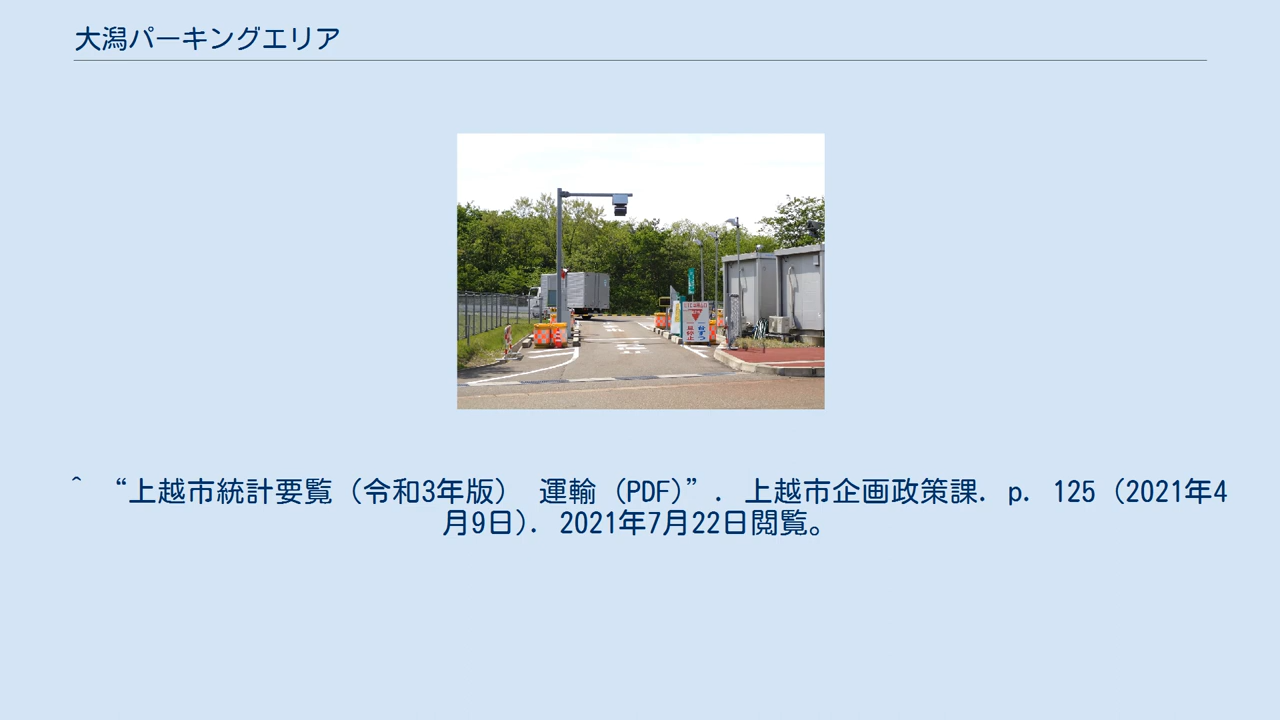 大潟パーキングエリア
^ “上越市統計要覧（令和3年版） 運輸（PDF）”. 上越市企画政策課. p. 125（2021年4
月9日）. 2021年7月22日閲覧。